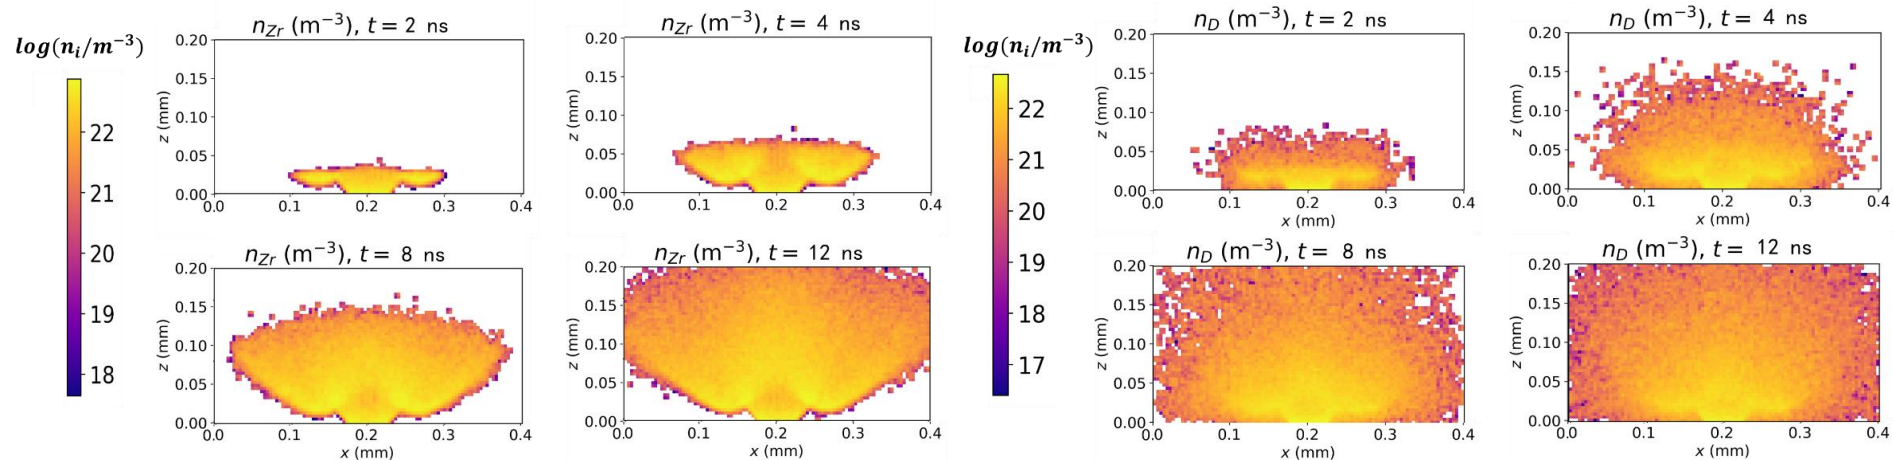 log(n_i/m^{-3})
22
21
20
19
18
n_{Zr} (m^{-3}), t = 2 ns
z (mm)
0.20
0.15
0.10
0.05
0.00
0.0 0.1 0.2 0.3 0.4
n_{Zr} (m^{-3}), t = 4 ns
z (mm)
0.20
0.15
0.10
0.05
0.00
0.0 0.1 0.2 0.3 0.4
n_{Zr} (m^{-3}), t = 8 ns
z (mm)
0.20
0.15
0.10
0.05
0.00
0.0 0.1 0.2 0.3 0.4
x (mm)
n_{Zr} (m^{-3}), t = 12 ns
z (mm)
0.20
0.15
0.10
0.05
0.00
0.0 0.1 0.2 0.3 0.4
x (mm)
log(n_i/m^{-3})
22
21
20
19
18
17
n_D (m^{-3}), t = 2 ns
z (mm)
0.20
0.15
0.10
0.05
0.00
0.0 0.1 0.2 0.3 0.4
x (mm)
n_D (m^{-3}), t = 4 ns
z (mm)
0.20
0.15
0.10
0.05
0.00
0.0 0.1 0.2 0.3 0.4
x (mm)
n_D (m^{-3}), t = 8 ns
z (mm)
0.20
0.15
0.10
0.05
0.00
0.0 0.1 0.2 0.3 0.4
x (mm)
n_D (m^{-3}), t = 12 ns
z (mm)
0.20
0.15
0.10
0.05
0.00
0.0 0.1 0.2 0.3 0.4
x (mm)